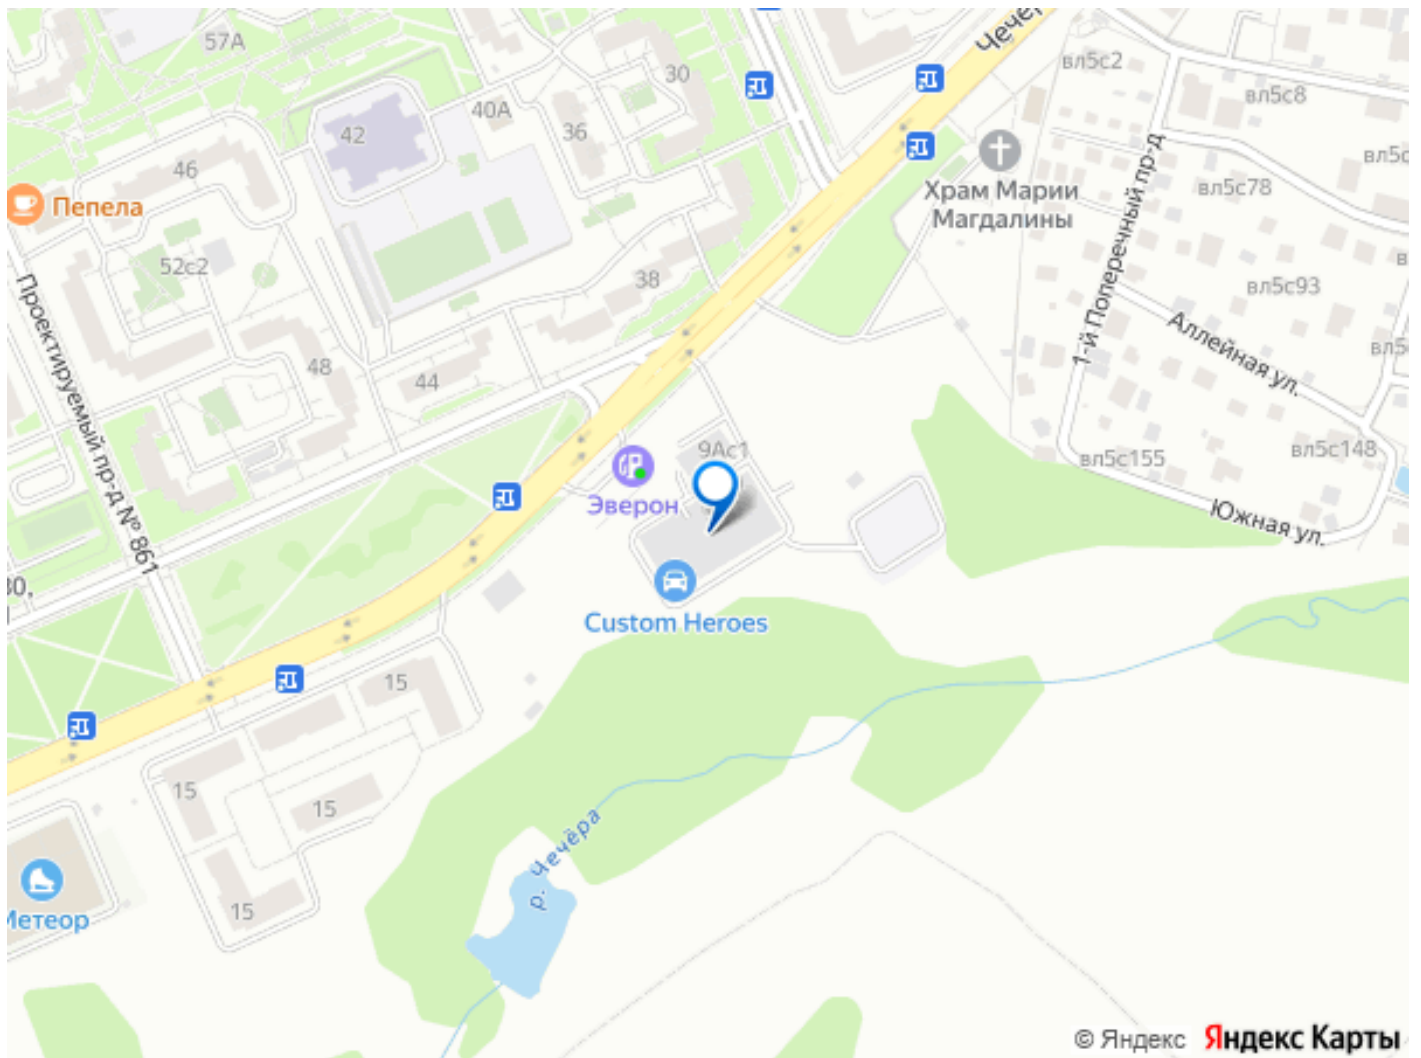 57А
30
40А
42
36
46
Пепела
52с2
38
48
44
Проектируемый пр-д № 861
Чечёр
вл5с2
вл5с8
вл5с
вл5с78
Храм Марии
Магдалины
1-й Поперечный пр-д
вл5с93
в
Аллейная ул.
вл5
вл5с155
вл5с148
Южная ул.
9Ас1
Эверон
Custom Heroes
30,
15
15
15
15
Метеор
р. Чечёра
© Яндекс Яндекс Карты